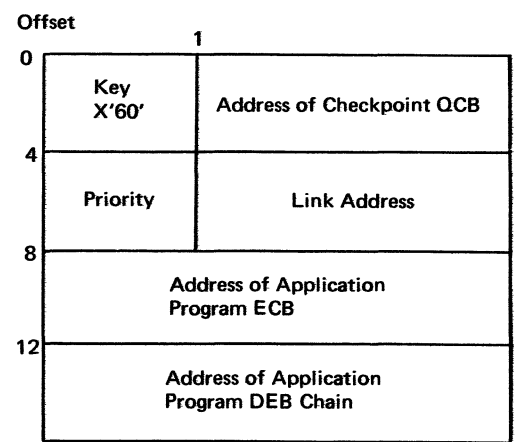 Offset
1
0
Key
X'60'
Address of Checkpoint QCB
4
Priority
Link Address
8
Address of Application
Program ECB
12
Address of Application
Program DEB Chain